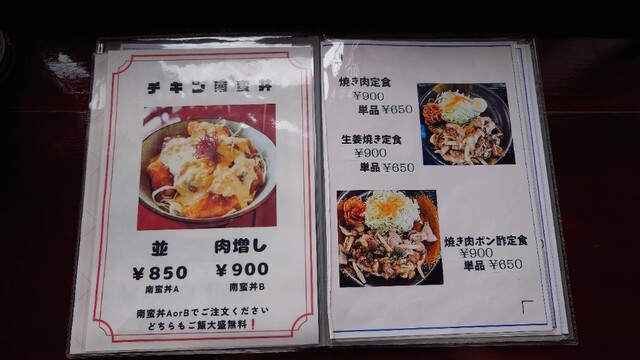 チキン南蛮丼
並 肉増し
￥850 ￥900
南蛮丼A 南蛮丼B
南蛮丼AorBでご注文ください
どちらもご飯大盛無料！
焼き肉定食
¥900
単品 ¥650
生姜焼き定食
¥900
単品 ¥650
焼き肉ポン酢定食
¥900
単品 ¥650